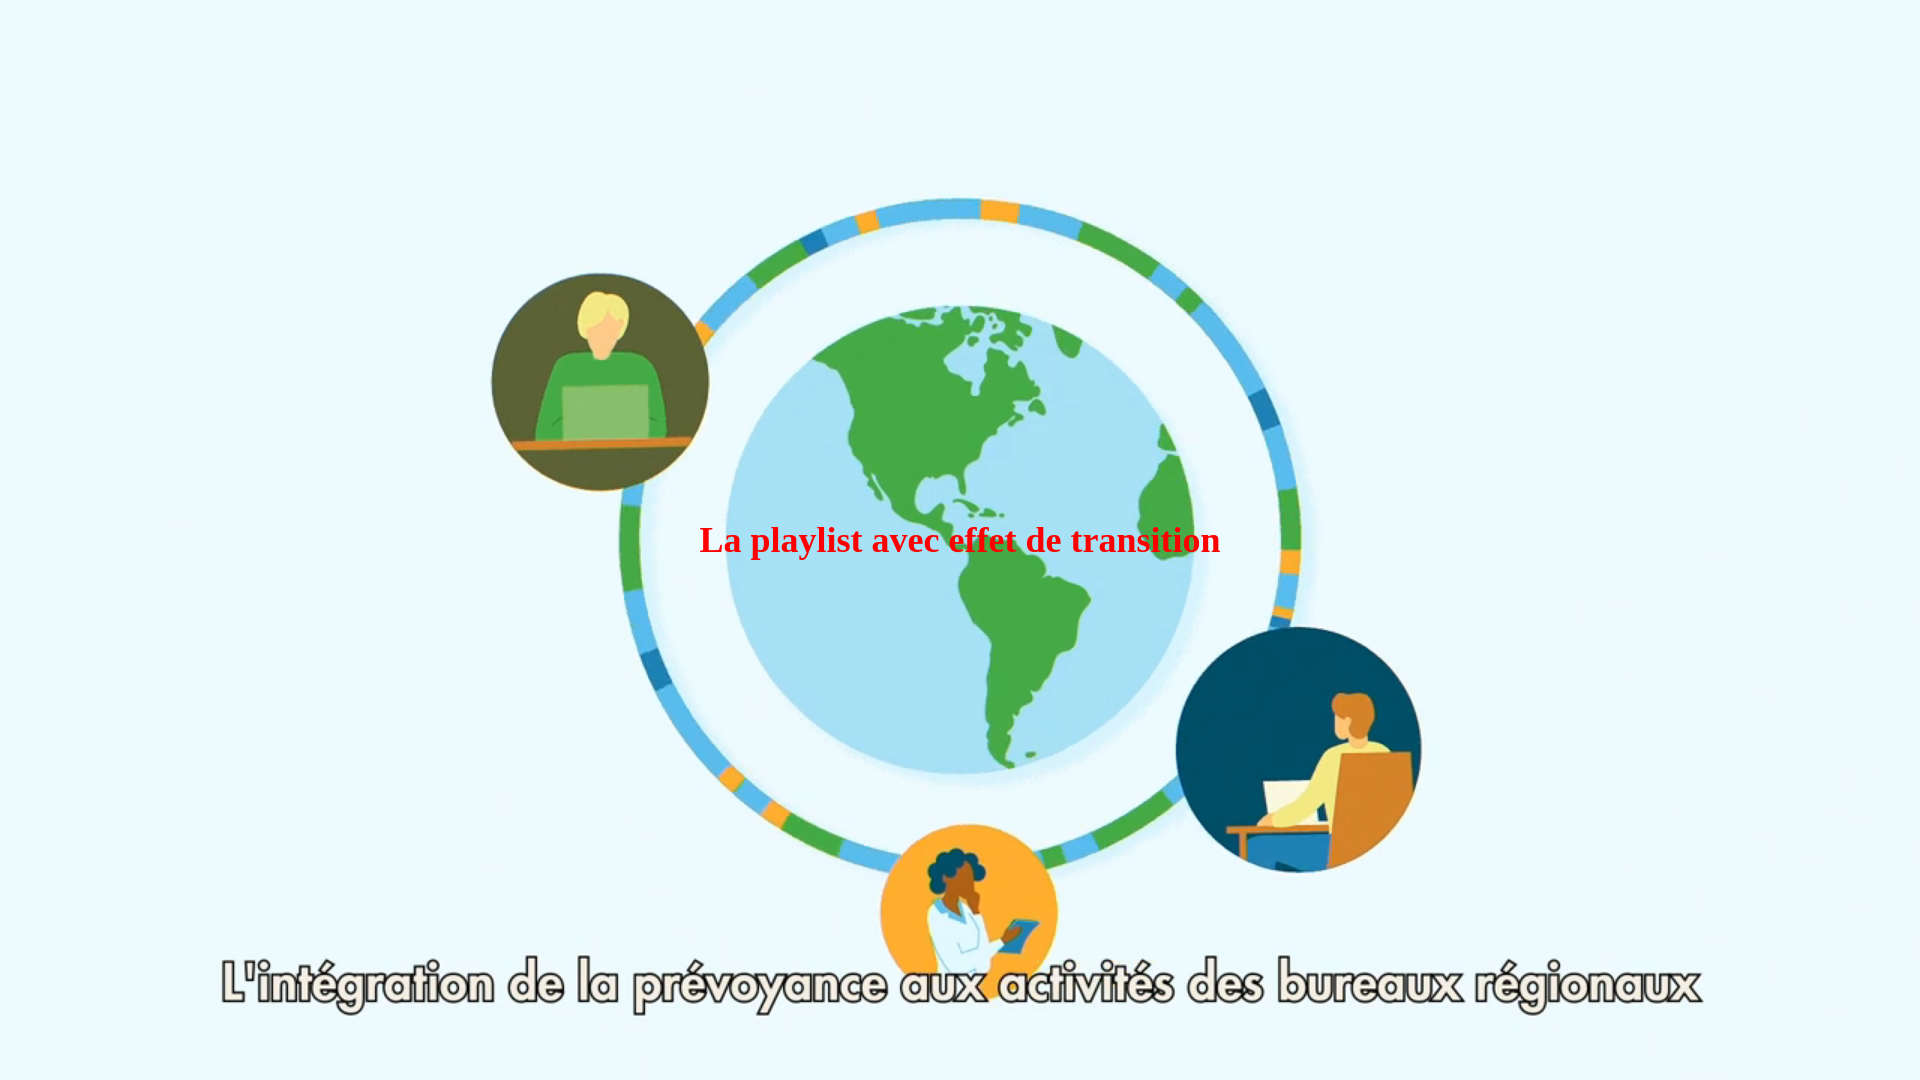 La playlist avec effet de transition
L'intégration de la prévoyance aux activités des bureaux régionaux